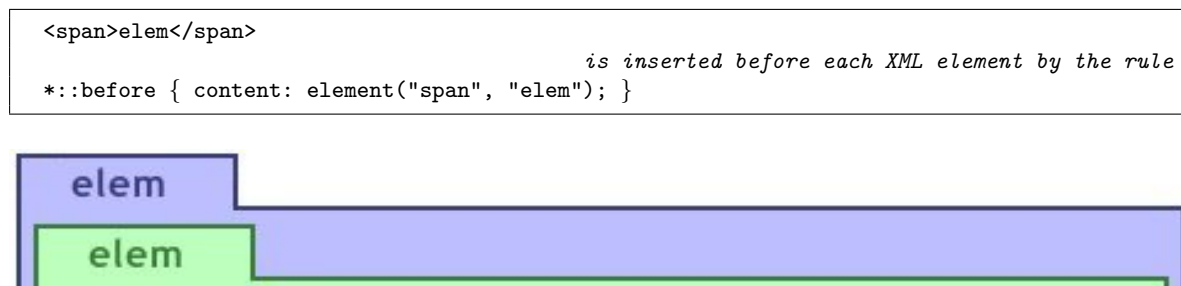 <span>elem</span>
is inserted before each XML element by the rule
*::before { content: element("span", "elem"); }
elem
elem